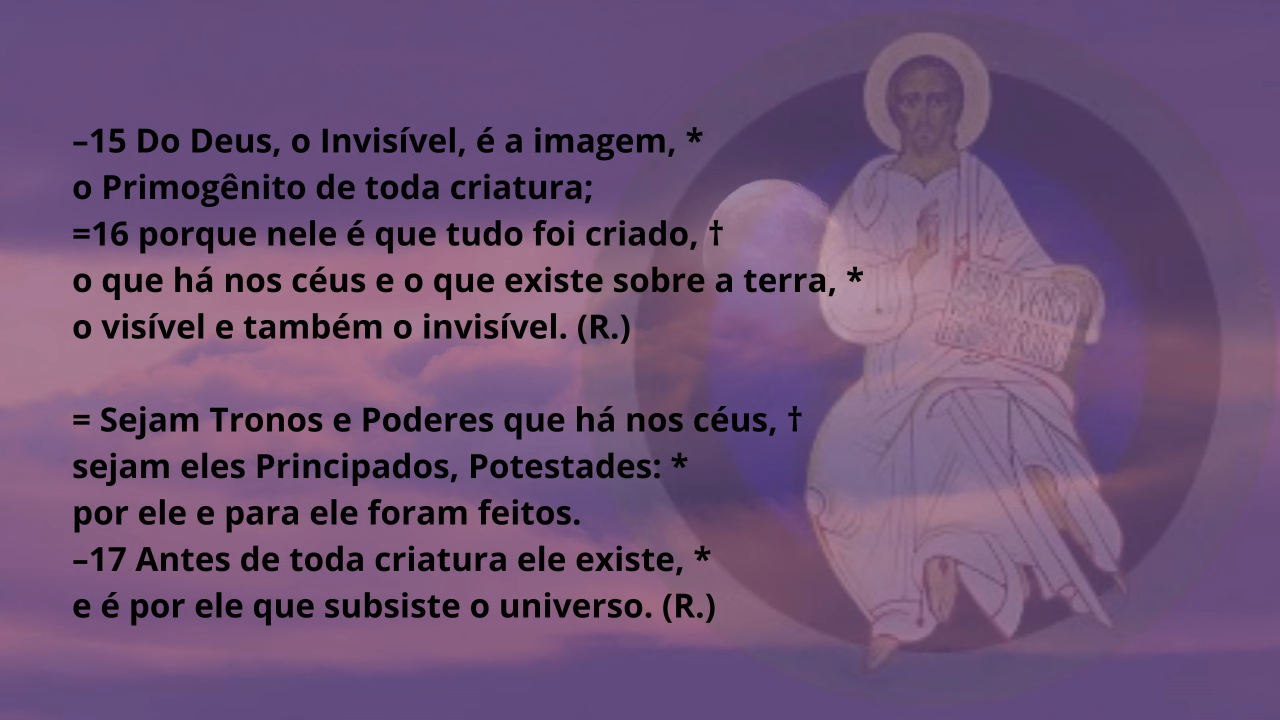 –15 Do Deus, o Invisível, é a imagem, *
o Primogênito de toda criatura;
=16 porque nele é que tudo foi criado, †
o que há nos céus e o que existe sobre a terra, *
o visível e também o invisível. (R.)
= Sejam Tronos e Poderes que há nos céus, †
sejam eles Principados, Potestades: *
por ele e para ele foram feitos.
–17 Antes de toda criatura ele existe, *
e é por ele que subsiste o universo. (R.)